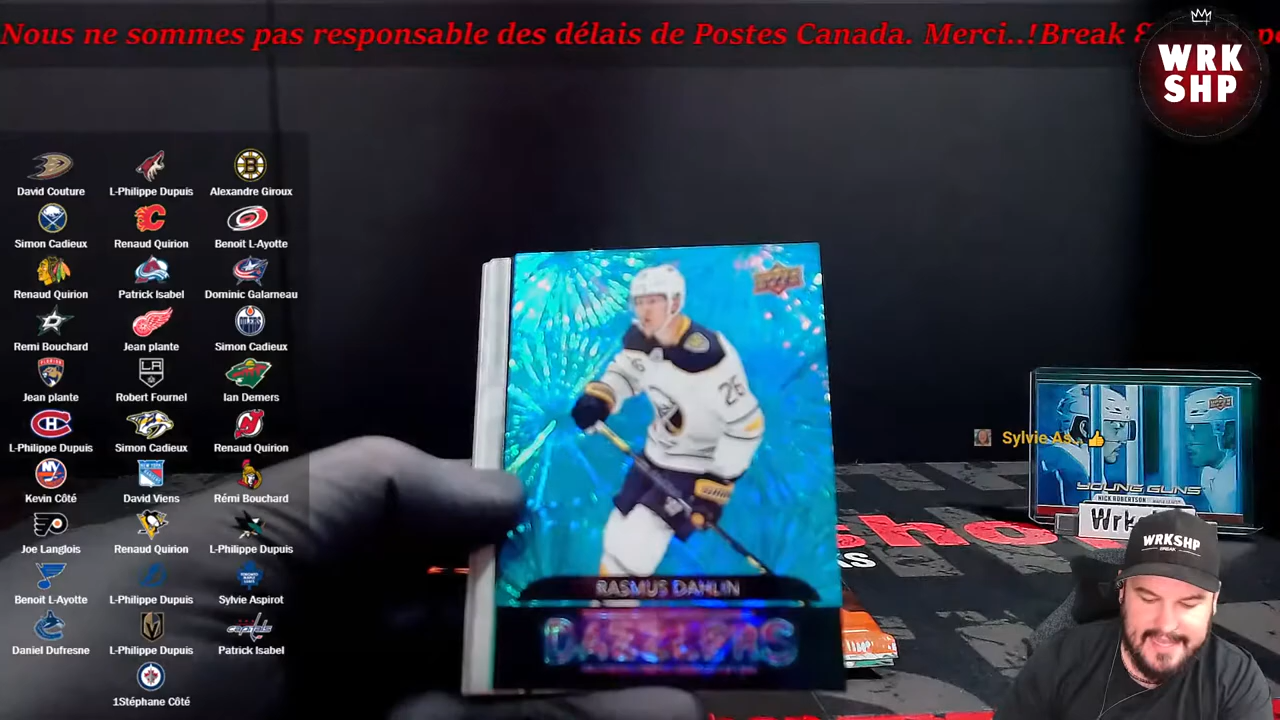 Nous ne sommes pas responsable des délais de Postes Canada. Merci..!Break &
WRK
SHP
David Couture L-Philippe Dupuis Alexandre Giroux
Simon Cadieux Renaud Quirion Benoit L-Ayotte
Renaud Quirion Patrick Isabel Dominic Galarneau
Remi Bouchard Jean plante Simon Cadieux
Jean plante Robert Fournel Ian Demers
L-Philippe Dupuis Simon Cadieux Renaud Quirion
Kevin Côté David Viens Rémi Bouchard
Joe Langlois Renaud Quirion L-Philippe Dupuis
Benoit L-Ayotte L-Philippe Dupuis Sylvie Aspirot
Daniel Dufresne L-Philippe Dupuis Patrick Isabel
1Stéphane Côté
26
RASMUS DAHLIN
DAZZLERS
Sylvie As...
YOUNG GUNS
NICK ROBERTSON
WRKSHP
BREAK